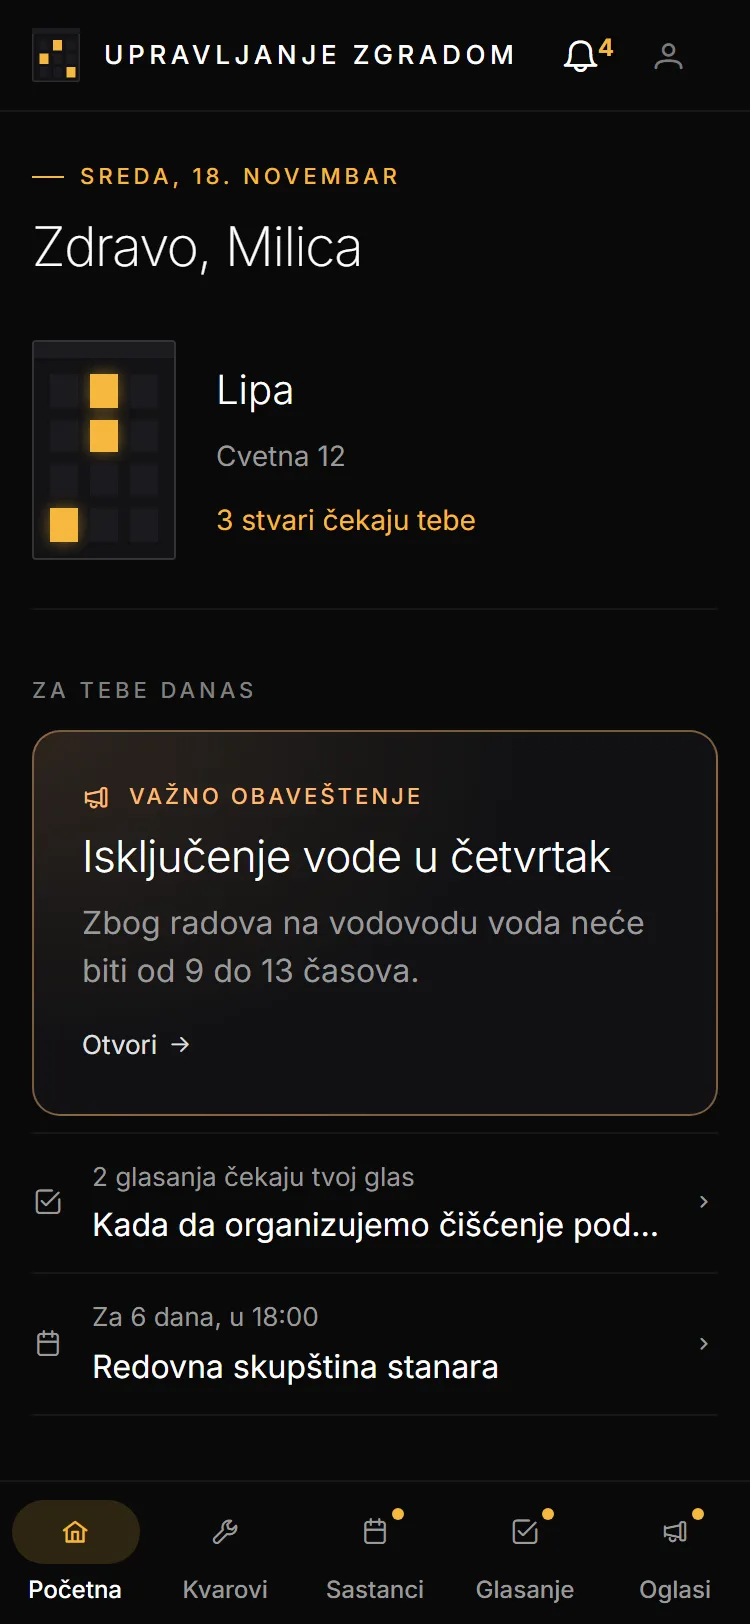 UPRAVLJANJE ZGRADOM
4
SREDA, 18. NOVEMBAR
Zdravo, Milica
Lipa
Cvetna 12
3 stvari čekaju tebe
ZA TEBE DANAS
VAŽNO OBAVEŠTENJE
Isključenje vode u četvrtak
Zbog radova na vodovodu voda neće
biti od 9 do 13 časova.
Otvori →
2 glasanja čekaju tvoj glas
Kada da organizujemo čišćenje pod...
Za 6 dana, u 18:00
Redovna skupština stanara
Početna
Kvarovi
Sastanci
Glasanje
Oglasi